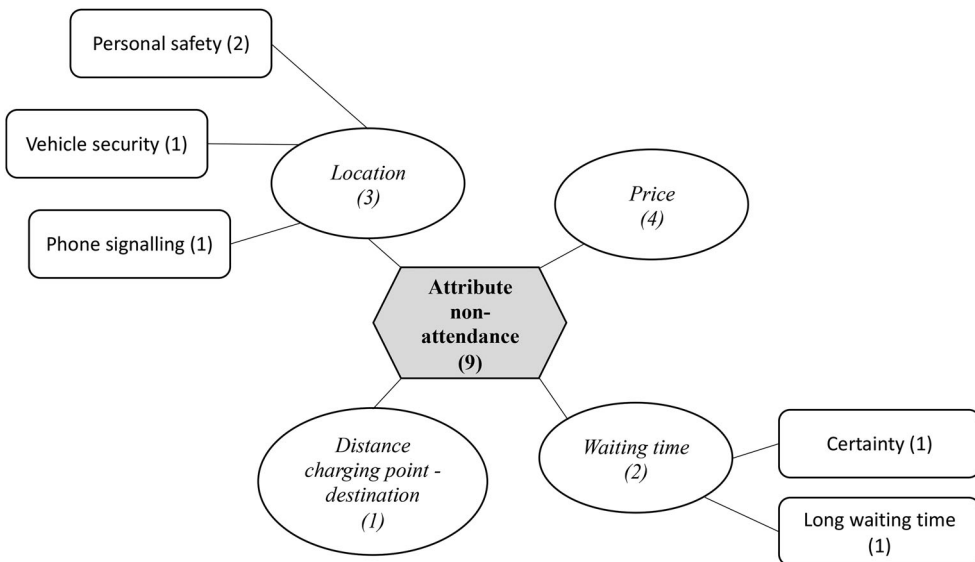 Personal safety (2)
Vehicle security (1)
Phone signalling (1)
Location
(3)
Price
(4)
Attribute
non-
attendance
(9)
Distance
charging point -
destination
(1)
Waiting time
(2)
Certainty (1)
Long waiting time
(1)